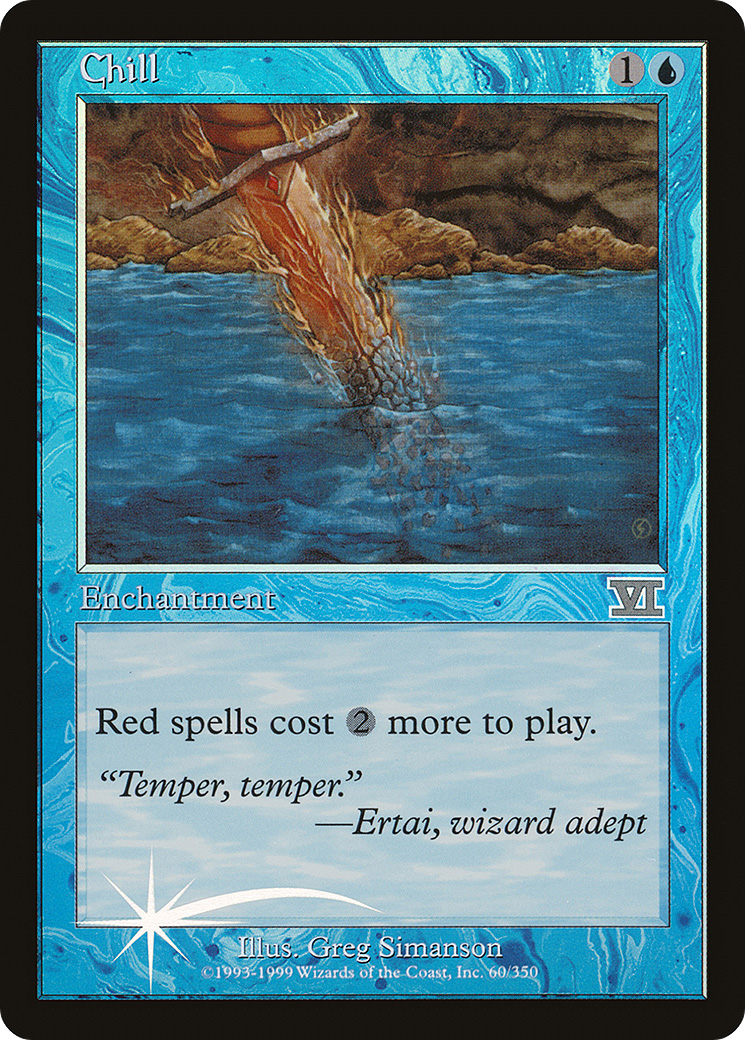 Chill 1
Enchantment VI
Red spells cost 2 more to play.
“Temper, temper.”
—Ertai, wizard adept
Illus. Greg Simanson
©1993-1999 Wizards of the Coast, Inc. 60/350